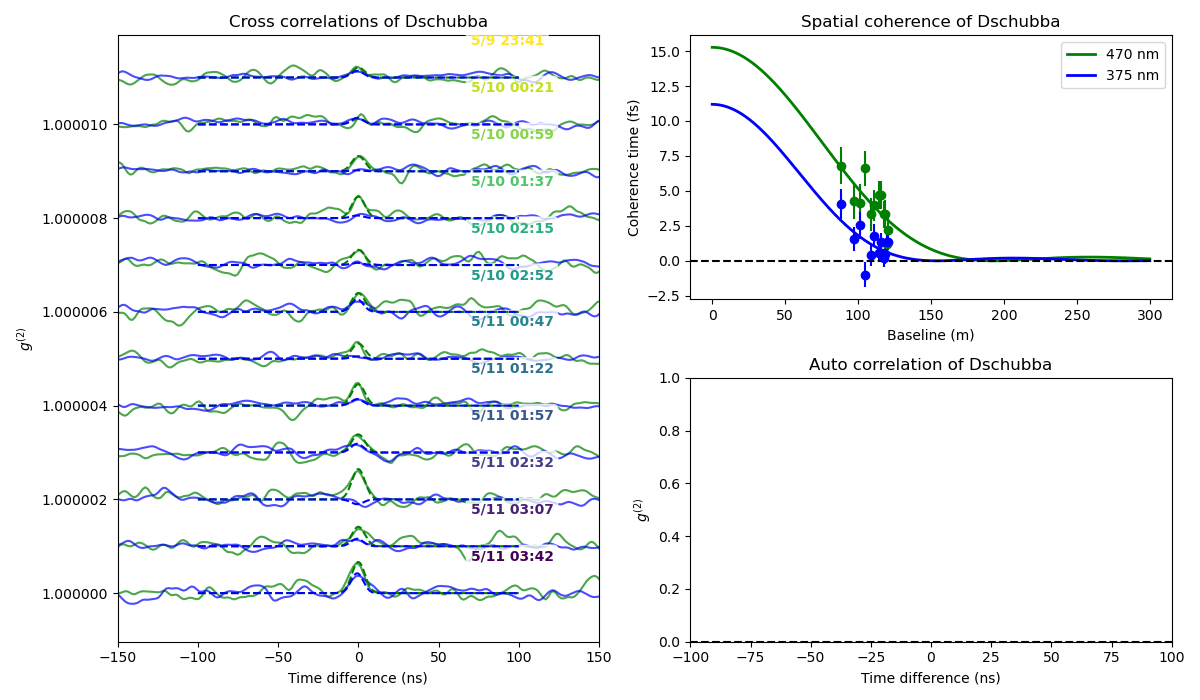 Cross correlations of Dschubba
g(2)
1.000010
1.000008
1.000006
1.000004
1.000002
1.000000
5/9 23:41
5/10 00:21
5/10 00:59
5/10 01:37
5/10 02:15
5/10 02:52
5/11 00:47
5/11 01:22
5/11 01:57
5/11 02:32
5/11 03:07
5/11 03:42
−150 −100 −50 0 50 100 150
Time difference (ns)
Spatial coherence of Dschubba
Coherence time (fs)
15.0
12.5
10.0
7.5
5.0
2.5
0.0
−2.5
470 nm
375 nm
0 50 100 150 200 250 300
Baseline (m)
Auto correlation of Dschubba
g(2)
1.0
0.8
0.6
0.4
0.2
0.0
−100 −75 −50 −25 0 25 50 75 100
Time difference (ns)